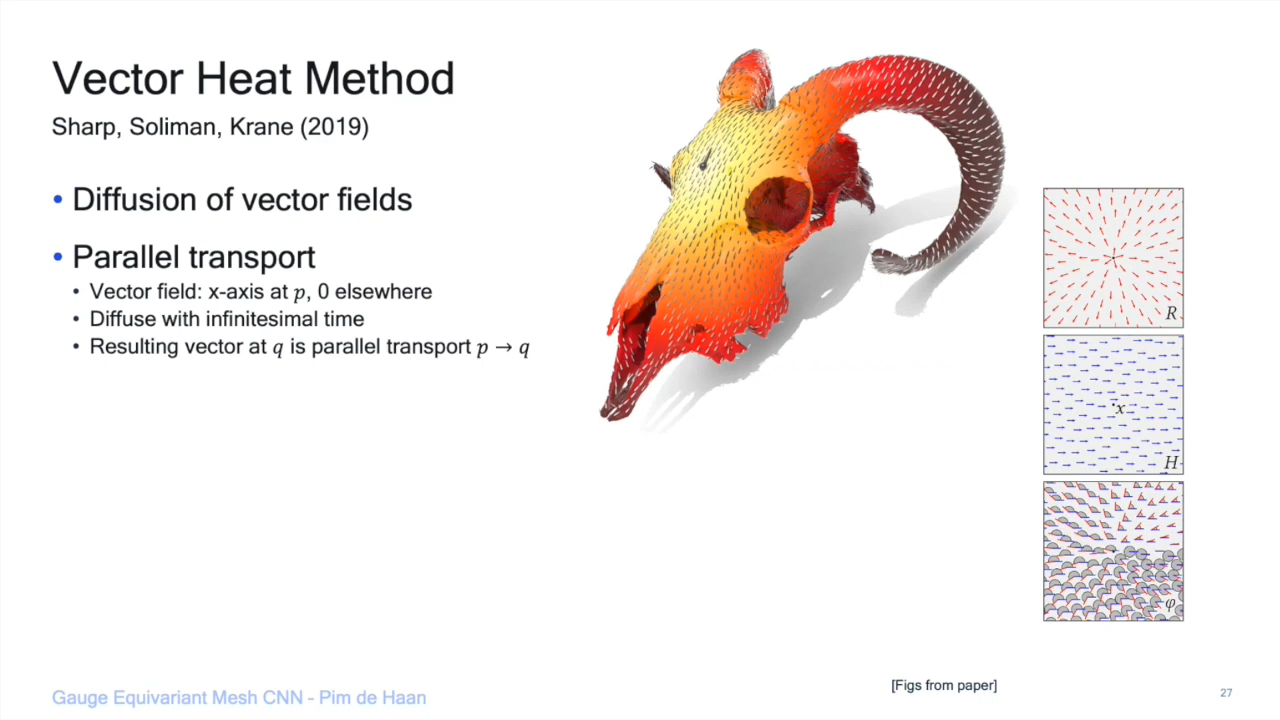 Vector Heat Method
Sharp, Soliman, Krane (2019)
• Diffusion of vector fields
• Parallel transport
• Vector field: x-axis at p, 0 elsewhere
• Diffuse with infinitesimal time
• Resulting vector at q is parallel transport p → q
R
x
H
φ
[Figs from paper]
Gauge Equivariant Mesh CNN - Pim de Haan
27